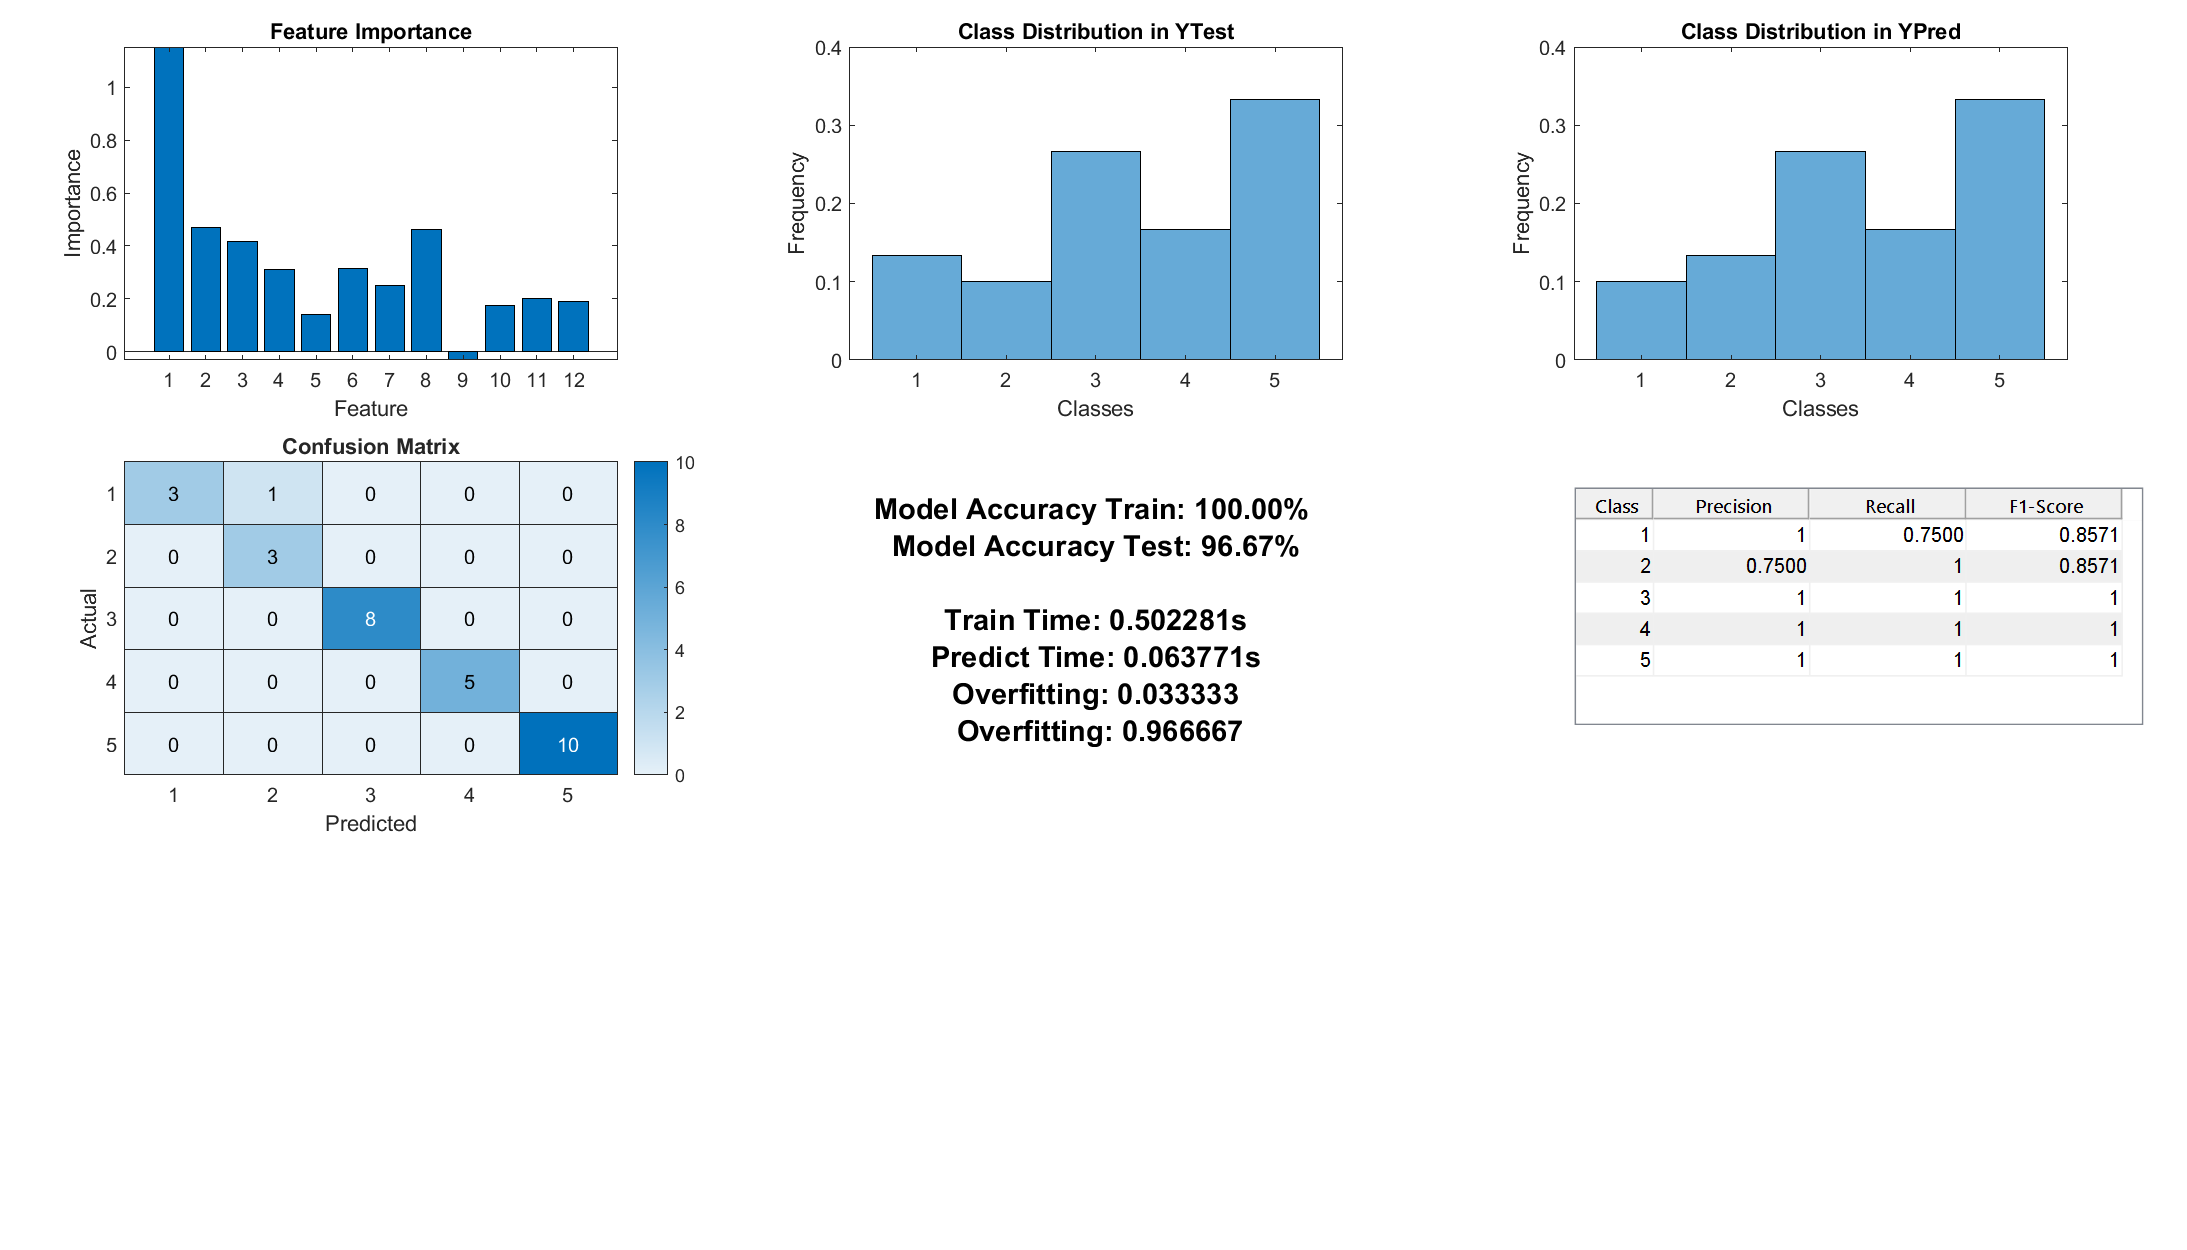 Feature Importance
1
0.8
0.6
0.4
0.2
0
Importance
1 2 3 4 5 6 7 8 9 10 11 12
Feature
Class Distribution in YTest
0.4
0.3
0.2
0.1
0
Frequency
1 2 3 4 5
Classes
Class Distribution in YPred
0.4
0.3
0.2
0.1
0
Frequency
1 2 3 4 5
Classes
Confusion Matrix
Actual
1 3 1 0 0 0
2 0 3 0 0 0
3 0 0 8 0 0
4 0 0 0 5 0
5 0 0 0 0 10
1 2 3 4 5
Predicted
10
8
6
4
2
0
Model Accuracy Train: 100.00%
Model Accuracy Test: 96.67%
Train Time: 0.502281s
Predict Time: 0.063771s
Overfitting: 0.033333
Overfitting: 0.966667
Class Precision Recall F1-Score
1 1 0.7500 0.8571
2 0.7500 1 0.8571
3 1 1 1
4 1 1 1
5 1 1 1